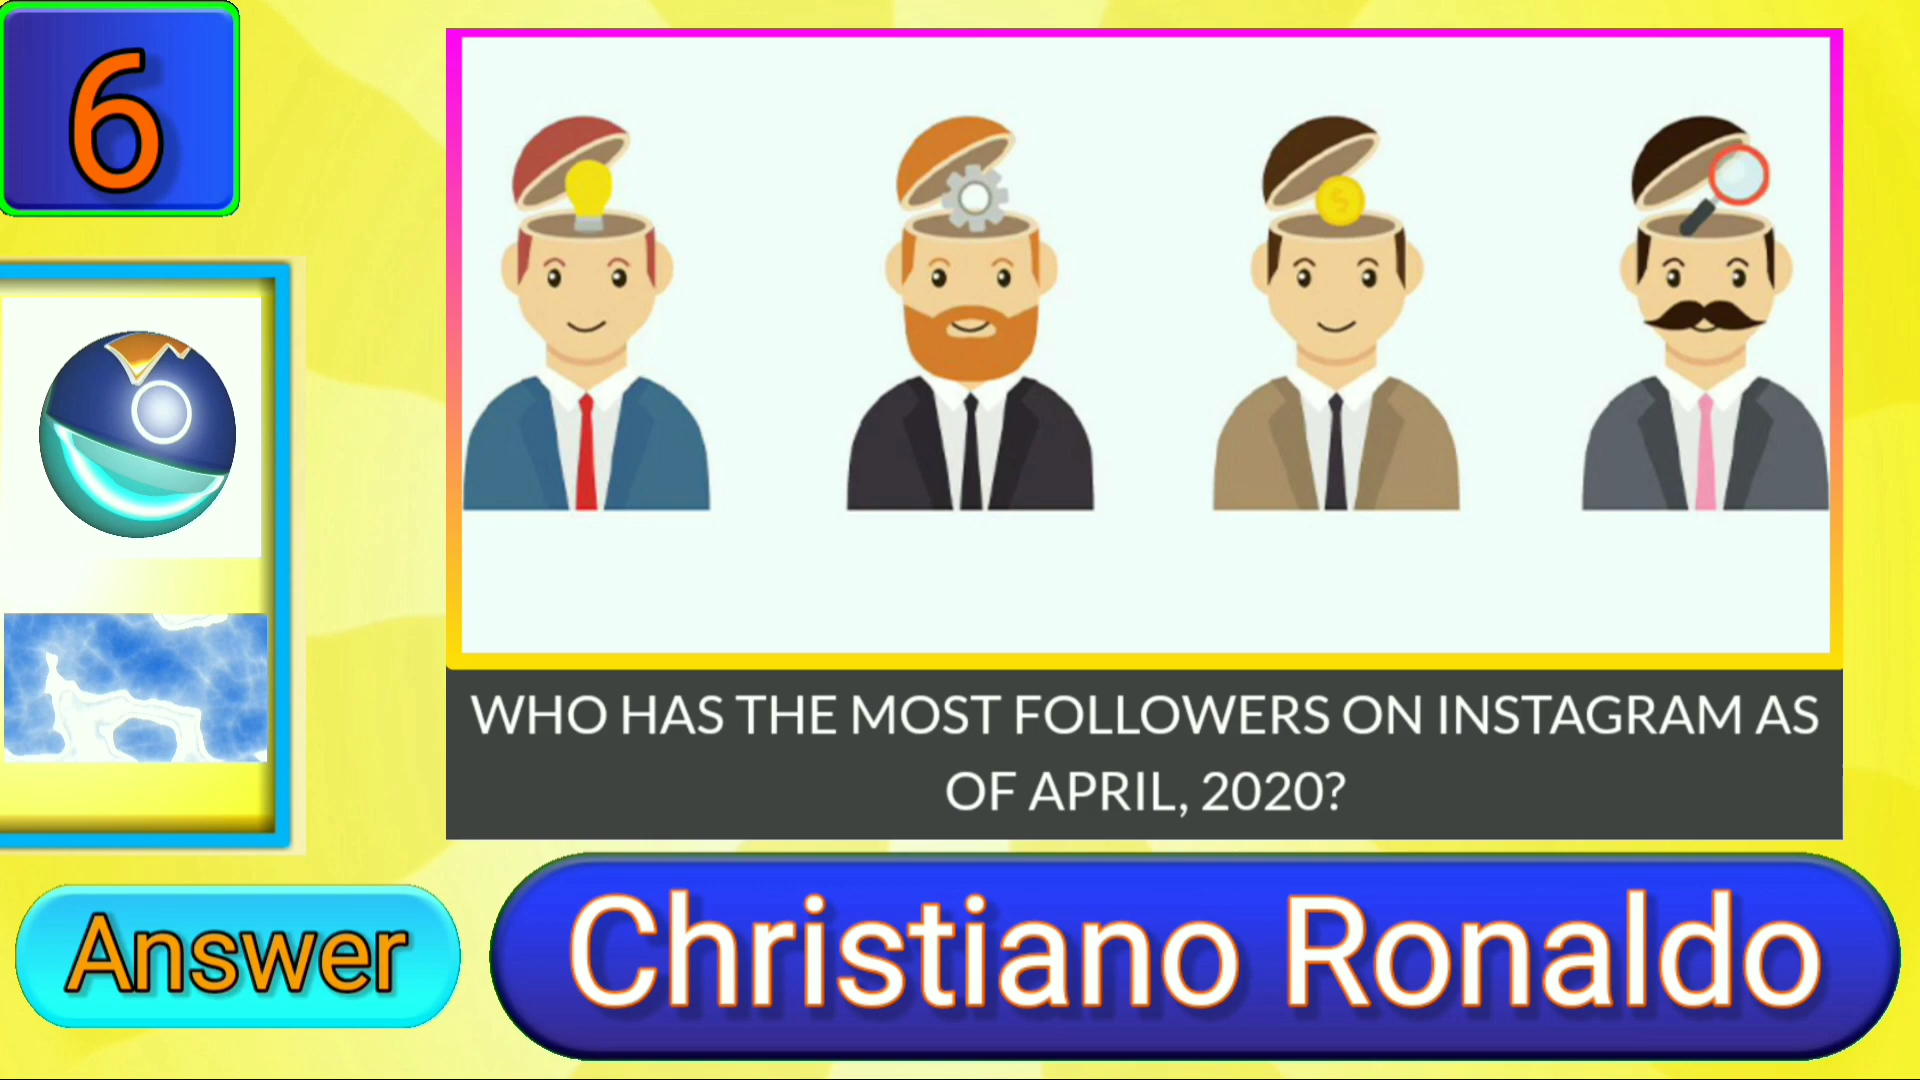 6
WHO HAS THE MOST FOLLOWERS ON INSTAGRAM AS
OF APRIL, 2020?
Answer
Christiano Ronaldo